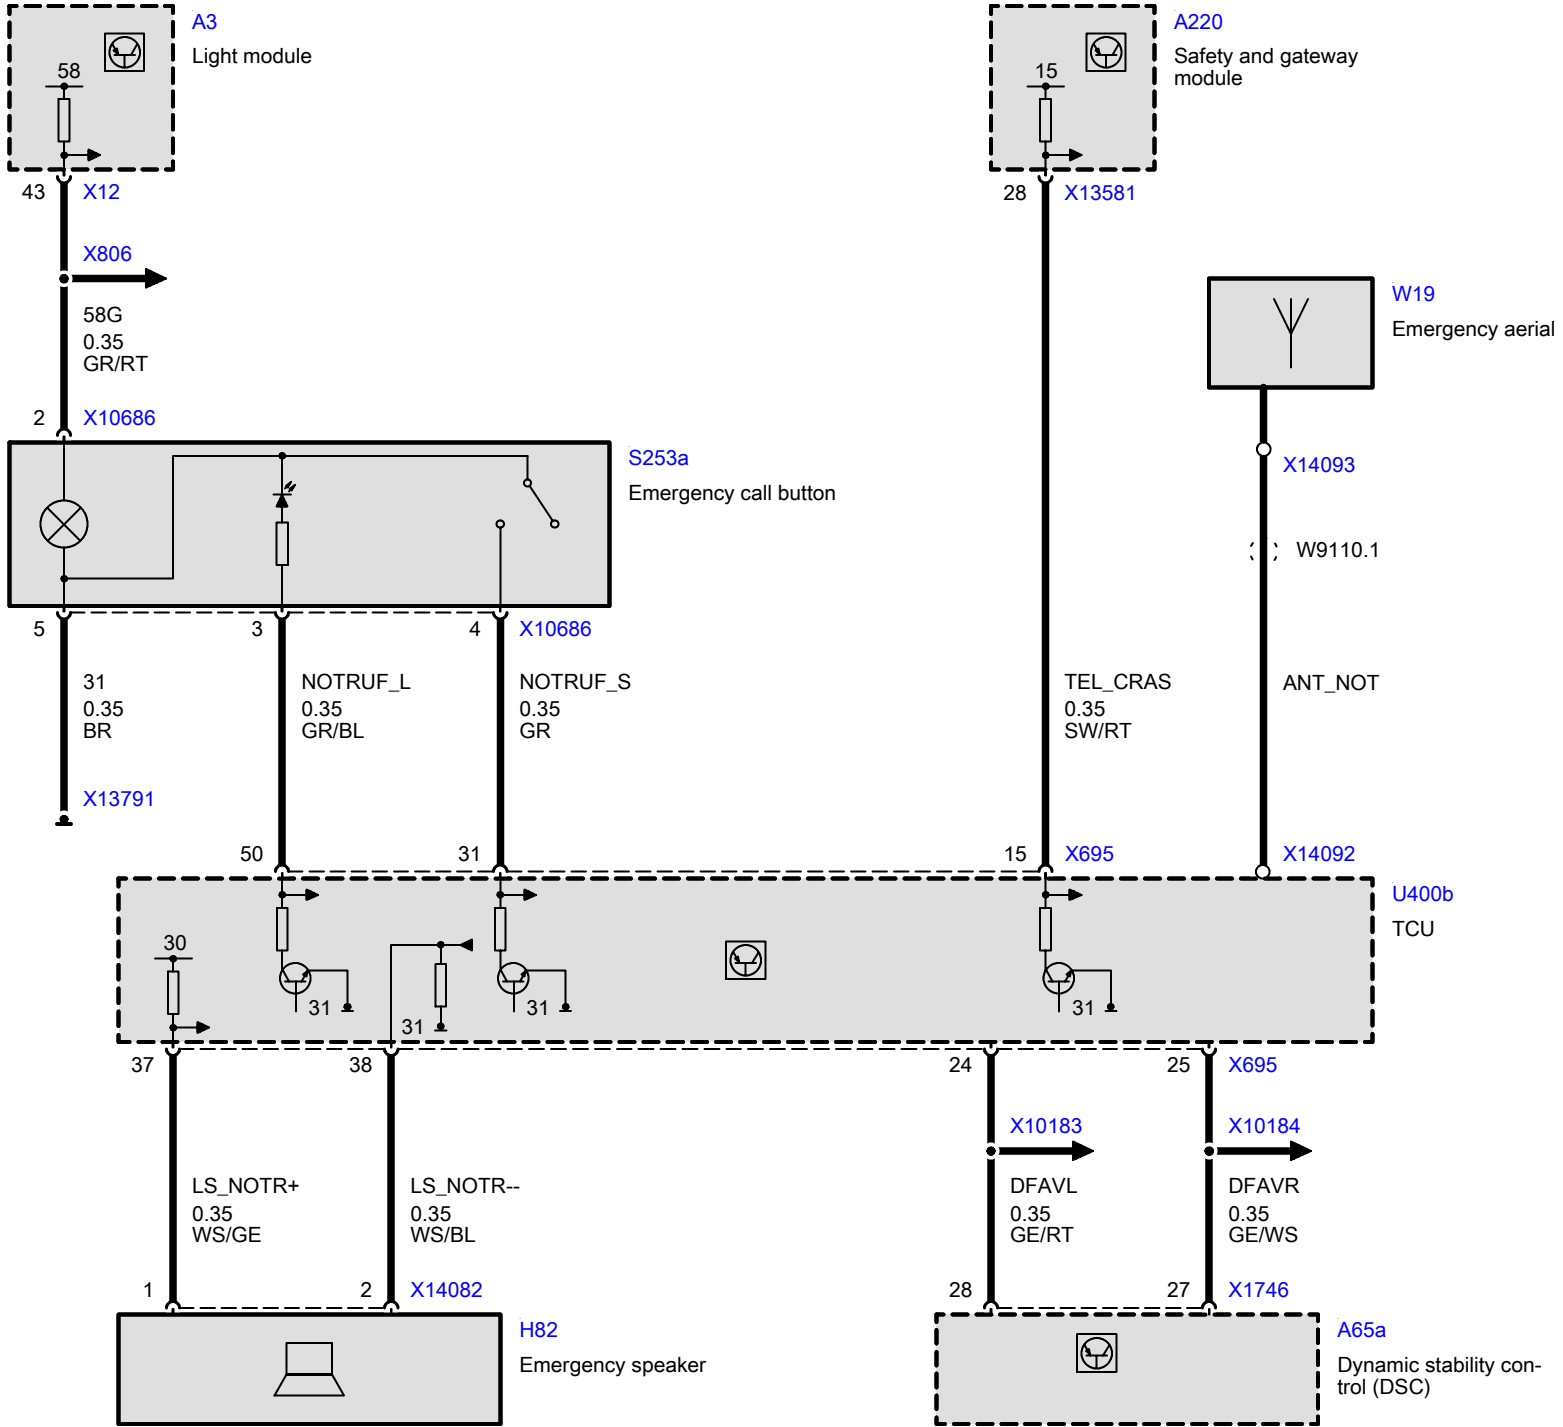 A3
Light module
58
43
X12
X806
58G
0.35
GR/RT
2
X10686
A220
Safety and gateway
module
15
28
X13581
W19
Emergency aerial
X14093
W9110.1
S253a
Emergency call button
5
3
4
X10686
31
0.35
BR
NOTRUF_L
0.35
GR/BL
NOTRUF_S
0.35
GR
TEL_CRAS
0.35
SW/RT
ANT_NOT
X13791
50
31
15
X695
X14092
U400b
TCU
30
31
31
31
31
37
38
24
25
X695
X10183
X10184
LS_NOTR+
0.35
WS/GE
LS_NOTR--
0.35
WS/BL
DFAVL
0.35
GE/RT
DFAVR
0.35
GE/WS
1
2
X14082
28
27
X1746
H82
Emergency speaker
A65a
Dynamic stability con-
trol (DSC)